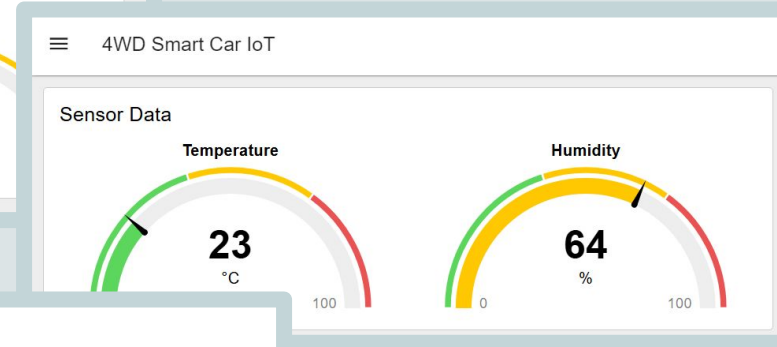 4WD Smart Car IoT
Sensor Data
Temperature
Humidity
23
°C
100
64
%
0
100